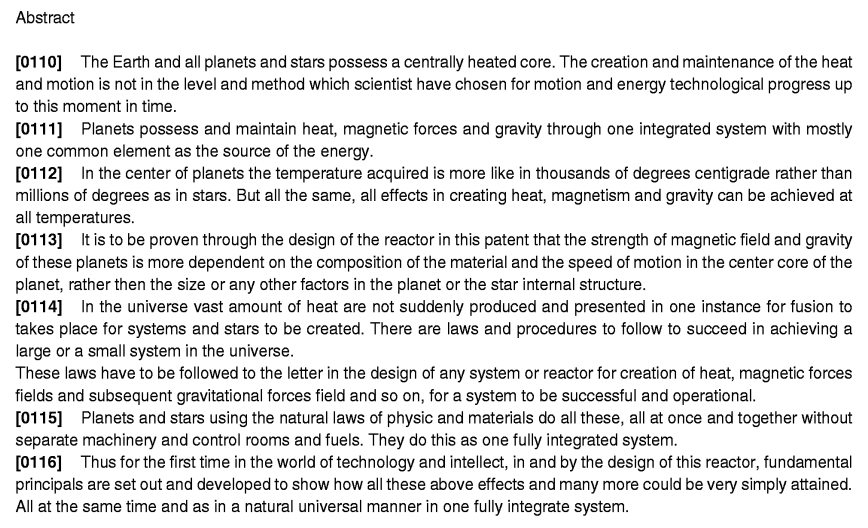 Abstract
[0110] The Earth and all planets and stars possess a centrally heated core. The creation and maintenance of the heat
and motion is not in the level and method which scientist have chosen for motion and energy technological progress up
to this moment in time.
[0111] Planets possess and maintain heat, magnetic forces and gravity through one integrated system with mostly
one common element as the source of the energy.
[0112] In the center of planets the temperature acquired is more like in thousands of degrees centigrade rather than
millions of degrees as in stars. But all the same, all effects in creating heat, magnetism and gravity can be achieved at
all temperatures.
[0113] It is to be proven through the design of the reactor in this patent that the strength of magnetic field and gravity
of these planets is more dependent on the composition of the material and the speed of motion in the center core of the
planet, rather then the size or any other factors in the planet or the star internal structure.
[0114] In the universe vast amount of heat are not suddenly produced and presented in one instance for fusion to
takes place for systems and stars to be created. There are laws and procedures to follow to succeed in achieving a
large or a small system in the universe.
These laws have to be followed to the letter in the design of any system or reactor for creation of heat, magnetic forces
fields and subsequent gravitational forces field and so on, for a system to be successful and operational.
[0115] Planets and stars using the natural laws of physic and materials do all these, all at once and together without
separate machinery and control rooms and fuels. They do this as one fully integrated system.
[0116] Thus for the first time in the world of technology and intellect, in and by the design of this reactor, fundamental
principals are set out and developed to show how all these above effects and many more could be very simply attained.
All at the same time and as in a natural universal manner in one fully integrate system.